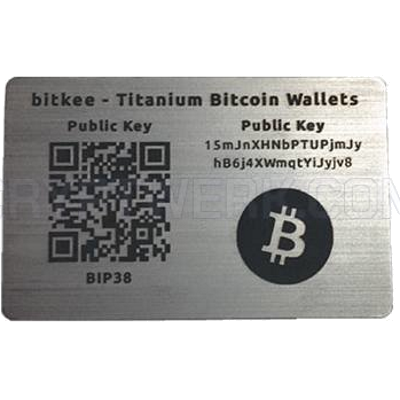 bitkee - Titanium Bitcoin Wallets
Public Key
BIP38
Public Key
15mJnXHNbPTUPjmJy
hB6j4XWmqtYiJyjv8